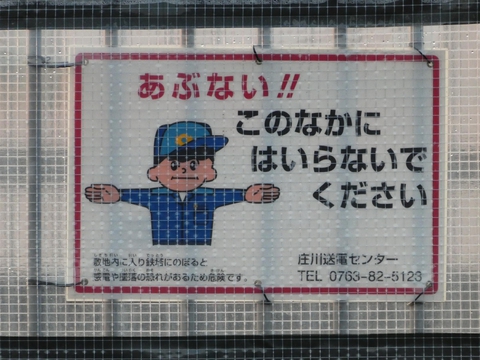 あぶない!!
このなかに
はいらないで
ください
敷地内に入り鉄塔にのぼると
感電や墜落の恐れがあるため危険です。
庄川送電センター
TEL 0763-82-5123